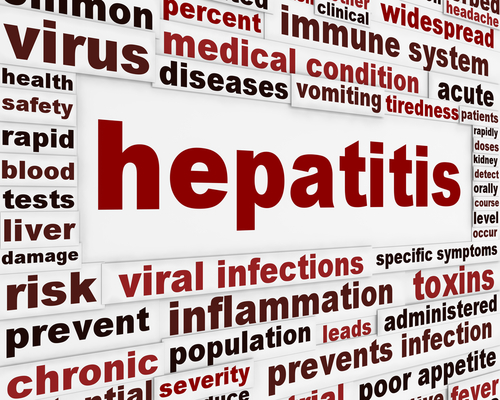 percent
clinical
widespread
headache
virus
immune system
medical condition
health
diseases
vomiting
tiredness
acute
safety
patients
rapid
rapidly
doses
blood
hepatitis
kidney
detect
tests
orally
course
liver
level
occur
damage
specific symptoms
risk
viral infections
toxins
prevent
inflammation
administered
population
leads
prevents infection
chronic
severity
poor appetite
fever